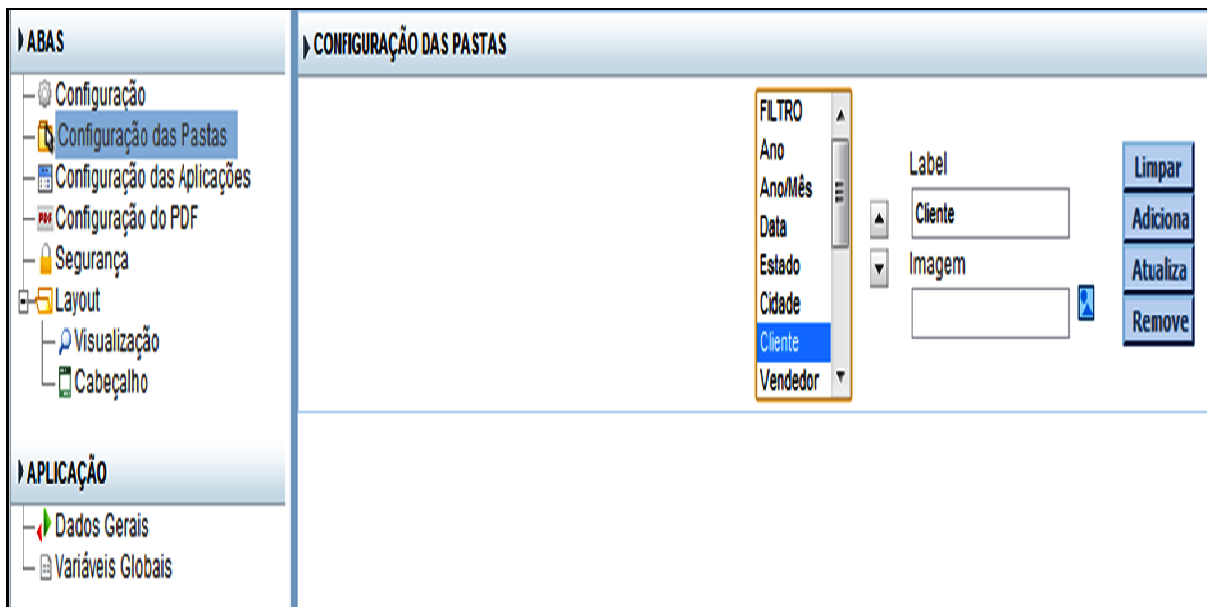 ABAS
Configuração
Configuração das Pastas
Configuração das Aplicações
PDF Configuração do PDF
Segurança
Layout
Visualização
Cabeçalho
APLICAÇÃO
Dados Gerais
Variáveis Globais
CONFIGURAÇÃO DAS PASTAS
FILTRO
Ano
Ano/Mês
Data
Estado
Cidade
Cliente
Vendedor
Label
Cliente
Imagem
Limpar
Adiciona
Atualiza
Remove